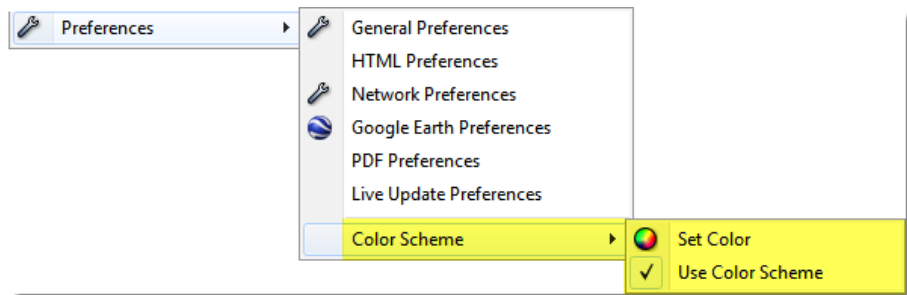 Preferences
General Preferences
HTML Preferences
Network Preferences
Google Earth Preferences
PDF Preferences
Live Update Preferences
Color Scheme
Set Color
Use Color Scheme